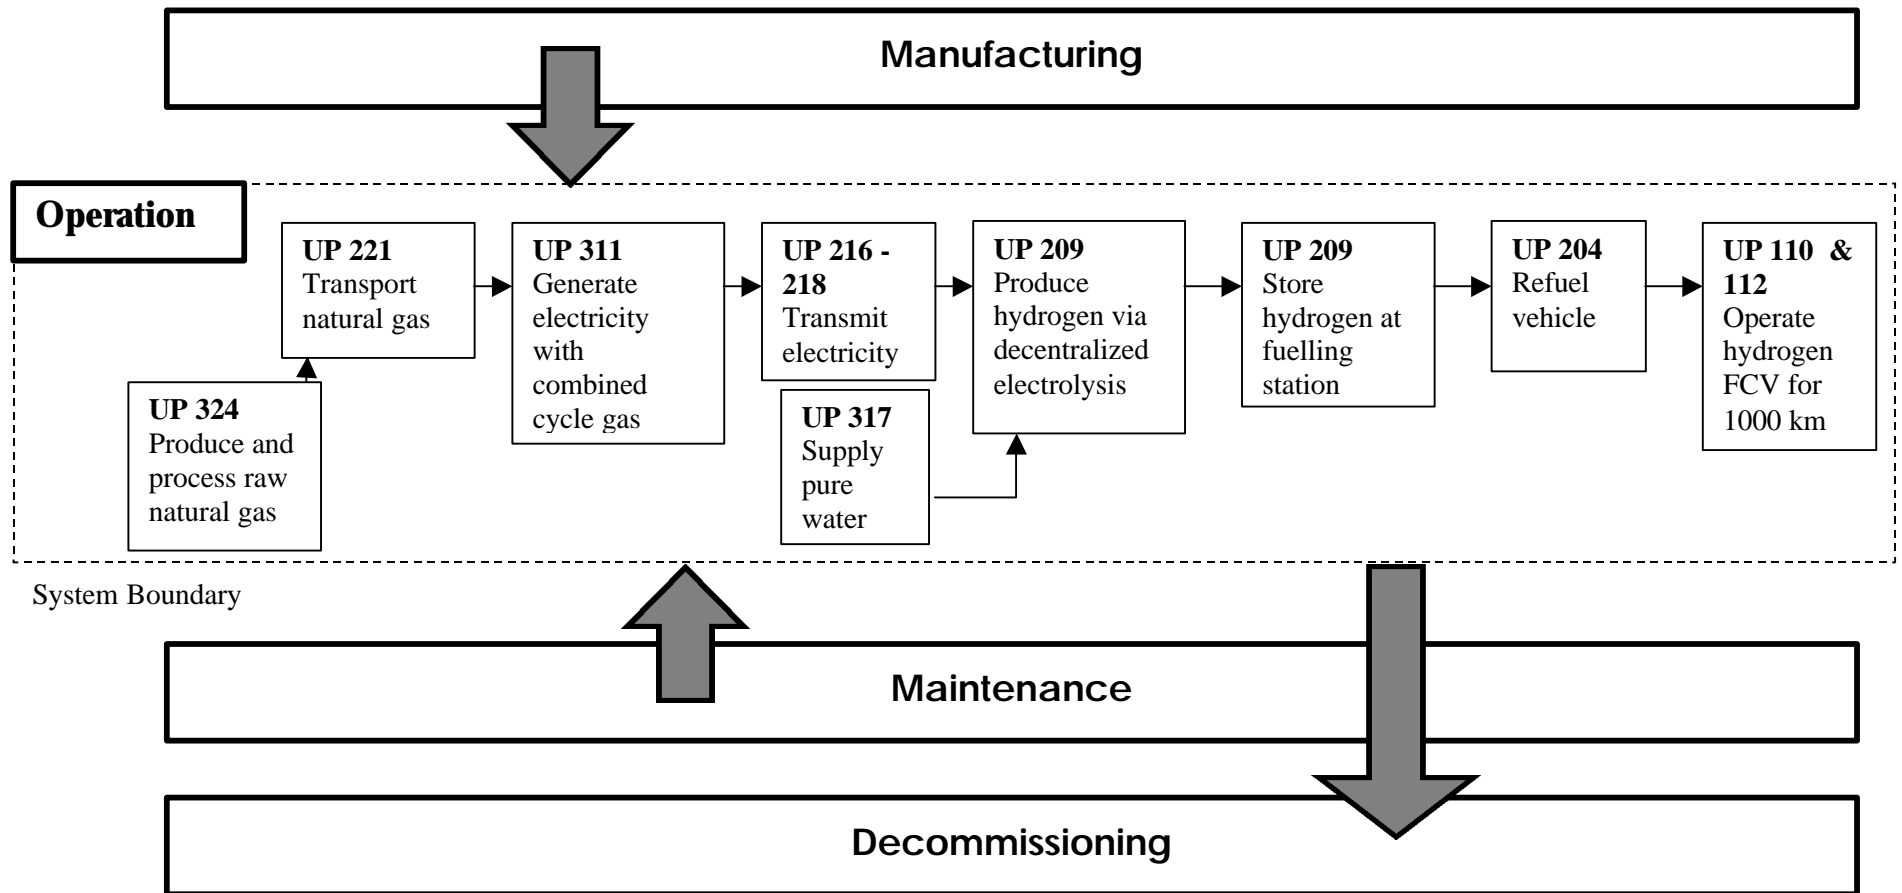 Manufacturing
Operation
UP 221
Transport
natural gas
UP 311
Generate
electricity
with
combined
cycle gas
UP 216 -
218
Transmit
electricity
UP 209
Produce
hydrogen via
decentralized
electrolysis
UP 209
Store
hydrogen at
fuelling
station
UP 204
Refuel
vehicle
UP 110 &
112
Operate
hydrogen
FCV for
1000 km
UP 324
Produce and
process raw
natural gas
UP 317
Supply
pure
water
System Boundary
Maintenance
Decommissioning